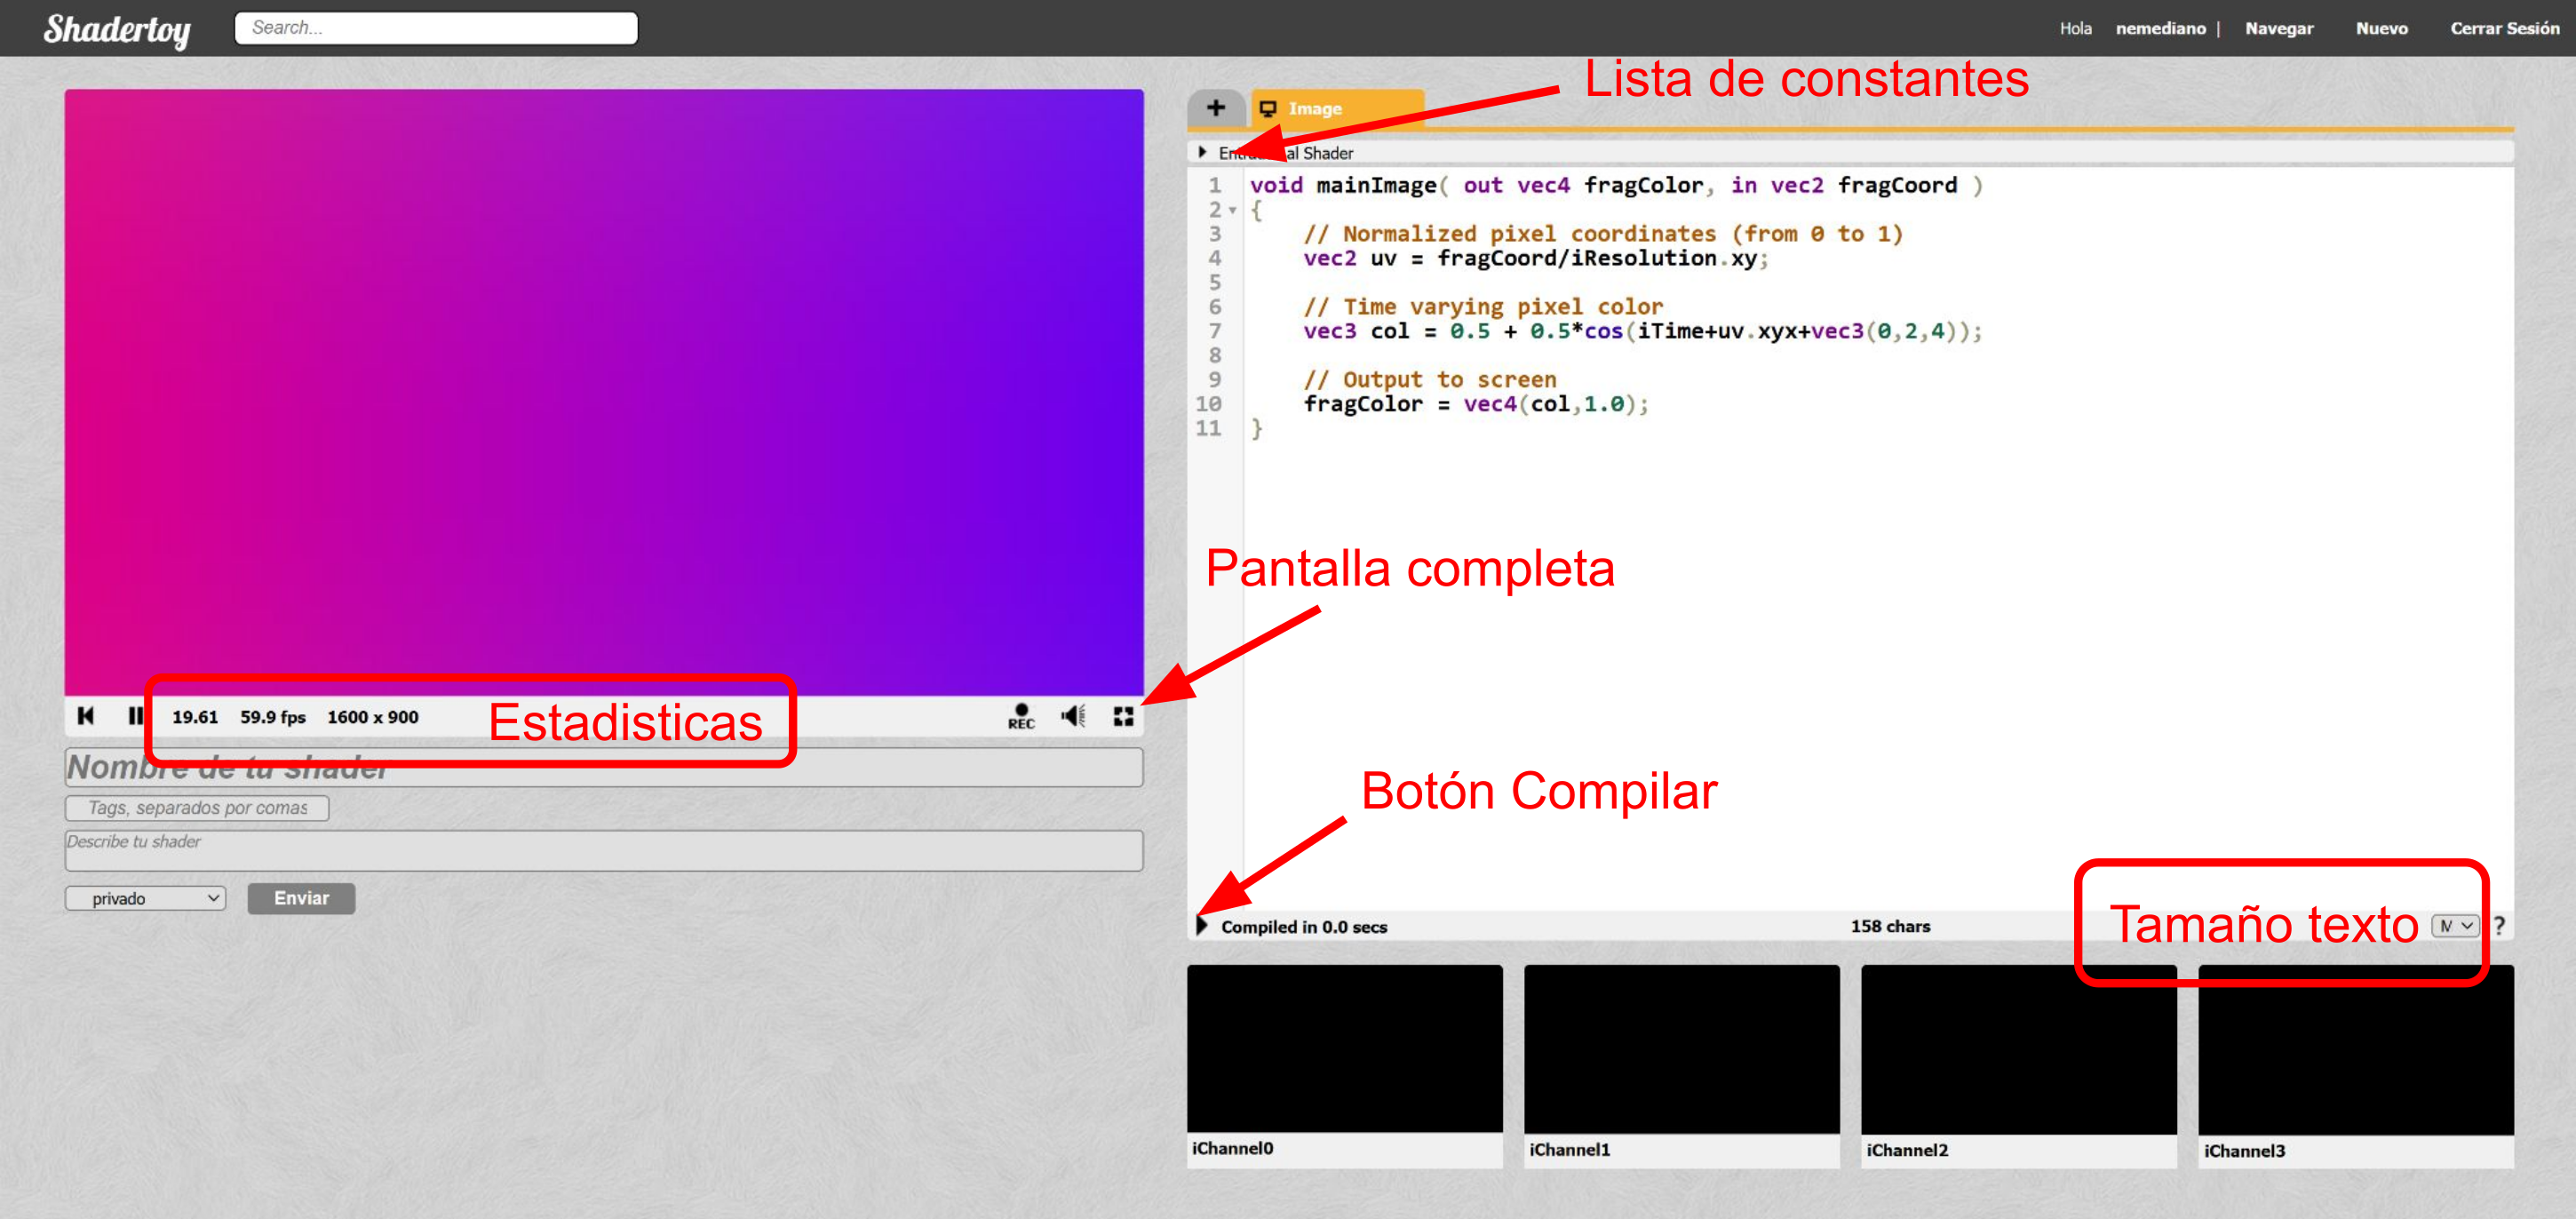 Shadertoy
Search...
Hola nemediano | Navegar Nuevo Cerrar Sesión
Lista de constantes
+ Image
al Shader
1 void mainImage( out vec4 fragColor, in vec2 fragCoord )
2 {
3 // Normalized pixel coordinates (from 0 to 1)
4 vec2 uv = fragCoord/iResolution.xy;
5
6 // Time varying pixel color
7 vec3 col = 0.5 + 0.5*cos(iTime+uv.xyx+vec3(0,2,4));
8
9 // Output to screen
10 fragColor = vec4(col,1.0);
11 }
Pantalla completa
19.61 59.9 fps 1600 x 900
Estadisticas
REC
Nombre de tu shader
Tags, separados por comas
Describe tu shader
privado
Enviar
Botón Compilar
Compiled in 0.0 secs
158 chars
Tamaño texto
?
iChannel0
iChannel1
iChannel2
iChannel3